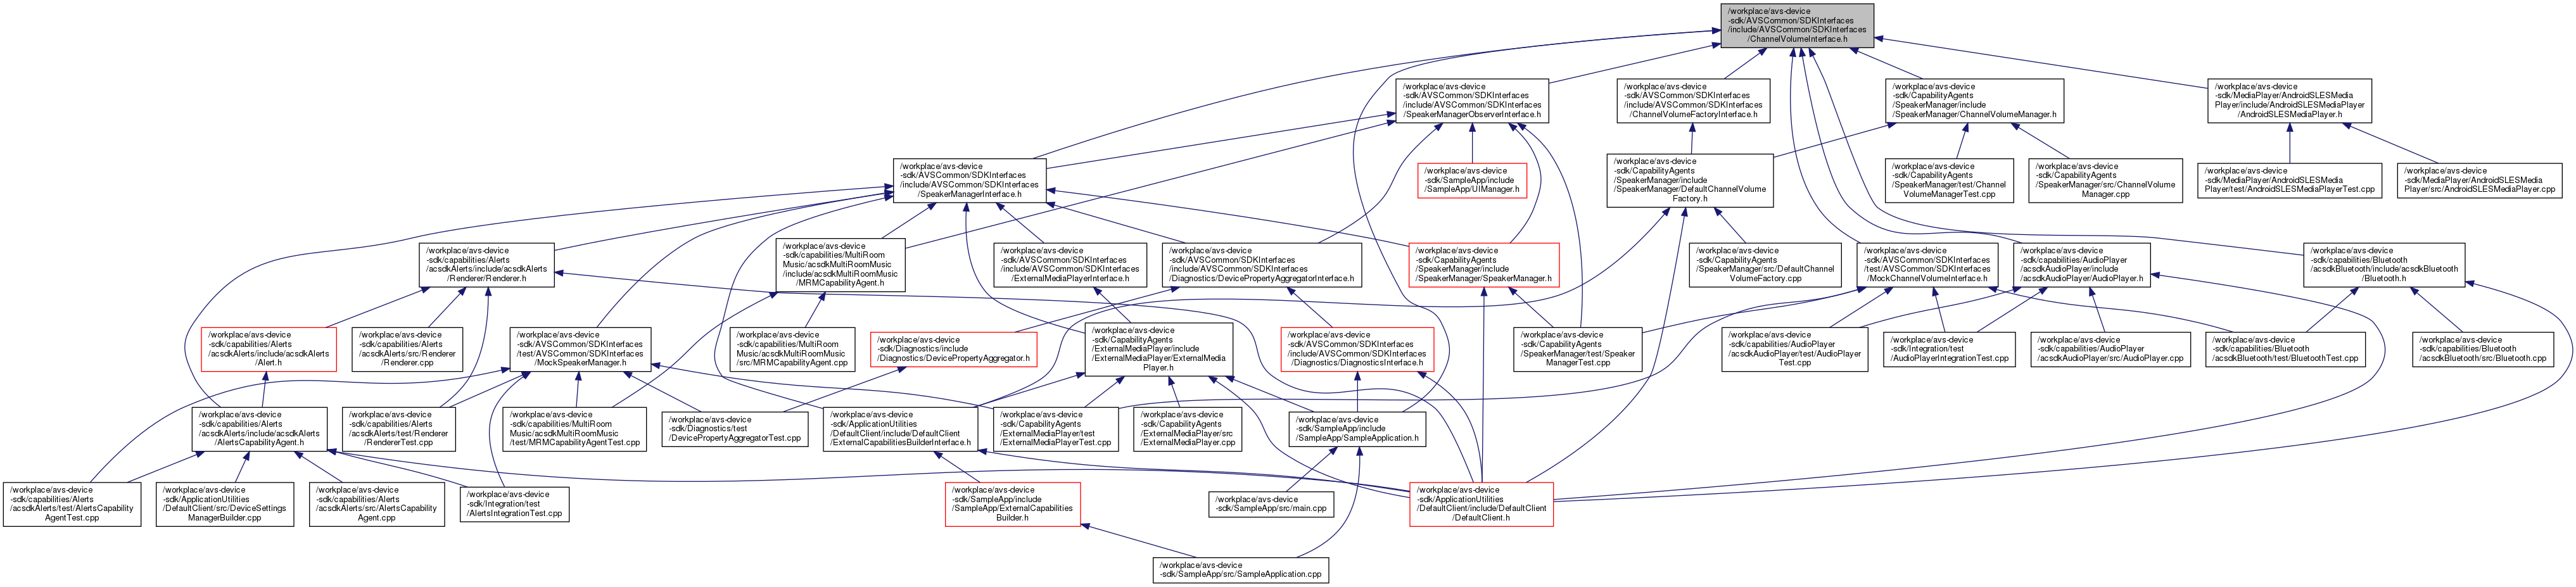 /workplace/avs-device
-sdk/AVSCommon/SDKInterfaces
/include/AVSCommon/SDKInterfaces
/ChannelVolumeInterface.h
/workplace/avs-device
-sdk/AVSCommon/SDKInterfaces
/include/AVSCommon/SDKInterfaces
/SpeakerManagerObserverInterface.h
/workplace/avs-device
-sdk/AVSCommon/SDKInterfaces
/include/AVSCommon/SDKInterfaces
/ChannelVolumeFactoryInterface.h
/workplace/avs-device
-sdk/CapabilityAgents
/SpeakerManager/include
/SpeakerManager/ChannelVolumeManager.h
/workplace/avs-device
-sdk/MediaPlayer/AndroidSLESMedia
Player/include/AndroidSLESMediaPlayer
/AndroidSLESMediaPlayer.h
/workplace/avs-device
-sdk/AVSCommon/SDKInterfaces
/include/AVSCommon/SDKInterfaces
/SpeakerManagerInterface.h
/workplace/avs-device
-sdk/SampleApp/include
/SampleApp/UIManager.h
/workplace/avs-device
-sdk/CapabilityAgents
/SpeakerManager/include
/SpeakerManager/DefaultChannelVolume
Factory.h
/workplace/avs-device
-sdk/CapabilityAgents
/SpeakerManager/test/Channel
VolumeManagerTest.cpp
/workplace/avs-device
-sdk/CapabilityAgents
/SpeakerManager/src/ChannelVolume
Manager.cpp
/workplace/avs-device
-sdk/MediaPlayer/AndroidSLESMedia
Player/test/AndroidSLESMediaPlayerTest.cpp
/workplace/avs-device
-sdk/MediaPlayer/AndroidSLESMedia
Player/src/AndroidSLESMediaPlayer.cpp
/workplace/avs-device
-sdk/capabilities/Alerts
/acsdkAlerts/include/acsdkAlerts
/Renderer/Renderer.h
/workplace/avs-device
-sdk/capabilities/MultiRoom
Music/acsdkMultiRoomMusic
/include/acsdkMultiRoomMusic
/MRMCapabilityAgent.h
/workplace/avs-device
-sdk/AVSCommon/SDKInterfaces
/include/AVSCommon/SDKInterfaces
/ExternalMediaPlayerInterface.h
/workplace/avs-device
-sdk/AVSCommon/SDKInterfaces
/include/AVSCommon/SDKInterfaces
/Diagnostics/DevicePropertyAggregatorInterface.h
/workplace/avs-device
-sdk/CapabilityAgents
/SpeakerManager/include
/SpeakerManager/SpeakerManager.h
/workplace/avs-device
-sdk/CapabilityAgents
/SpeakerManager/src/DefaultChannel
VolumeFactory.cpp
/workplace/avs-device
-sdk/AVSCommon/SDKInterfaces
/test/AVSCommon/SDKInterfaces
/MockChannelVolumeInterface.h
/workplace/avs-device
-sdk/capabilities/AudioPlayer
/acsdkAudioPlayer/include
/acsdkAudioPlayer/AudioPlayer.h
/workplace/avs-device
-sdk/capabilities/Bluetooth
/acsdkBluetooth/include/acsdkBluetooth
/Bluetooth.h
/workplace/avs-device
-sdk/capabilities/Alerts
/acsdkAlerts/include/acsdkAlerts
/Alert.h
/workplace/avs-device
-sdk/capabilities/Alerts
/acsdkAlerts/src/Renderer
/Renderer.cpp
/workplace/avs-device
-sdk/AVSCommon/SDKInterfaces
/test/AVSCommon/SDKInterfaces
/MockSpeakerManager.h
/workplace/avs-device
-sdk/capabilities/MultiRoom
Music/acsdkMultiRoomMusic
/src/MRMCapabilityAgent.cpp
/workplace/avs-device
-sdk/Diagnostics/include
/Diagnostics/DevicePropertyAggregator.h
/workplace/avs-device
-sdk/CapabilityAgents
/ExternalMediaPlayer/include
/ExternalMediaPlayer/ExternalMedia
Player.h
/workplace/avs-device
-sdk/AVSCommon/SDKInterfaces
/include/AVSCommon/SDKInterfaces
/Diagnostics/DiagnosticsInterface.h
/workplace/avs-device
-sdk/CapabilityAgents
/SpeakerManager/test/Speaker
ManagerTest.cpp
/workplace/avs-device
-sdk/capabilities/AudioPlayer
/acsdkAudioPlayer/test/AudioPlayer
Test.cpp
/workplace/avs-device
-sdk/Integration/test
/AudioPlayerIntegrationTest.cpp
/workplace/avs-device
-sdk/capabilities/AudioPlayer
/acsdkAudioPlayer/src/AudioPlayer.cpp
/workplace/avs-device
-sdk/capabilities/Bluetooth
/acsdkBluetooth/test/BluetoothTest.cpp
/workplace/avs-device
-sdk/capabilities/Bluetooth
/acsdkBluetooth/src/Bluetooth.cpp
/workplace/avs-device
-sdk/capabilities/Alerts
/acsdkAlerts/include/acsdkAlerts
/AlertsCapabilityAgent.h
/workplace/avs-device
-sdk/capabilities/Alerts
/acsdkAlerts/test/Renderer
/RendererTest.cpp
/workplace/avs-device
-sdk/capabilities/MultiRoom
Music/acsdkMultiRoomMusic
/test/MRMCapabilityAgentTest.cpp
/workplace/avs-device
-sdk/Diagnostics/test
/DevicePropertyAggregatorTest.cpp
/workplace/avs-device
-sdk/ApplicationUtilities
/DefaultClient/include/DefaultClient
/ExternalCapabilitiesBuilderInterface.h
/workplace/avs-device
-sdk/CapabilityAgents
/ExternalMediaPlayer/test
/ExternalMediaPlayerTest.cpp
/workplace/avs-device
-sdk/CapabilityAgents
/ExternalMediaPlayer/src
/ExternalMediaPlayer.cpp
/workplace/avs-device
-sdk/SampleApp/include
/SampleApp/SampleApplication.h
/workplace/avs-device
-sdk/capabilities/Alerts
/acsdkAlerts/test/AlertsCapability
AgentTest.cpp
/workplace/avs-device
-sdk/ApplicationUtilities
/DefaultClient/src/DeviceSettings
ManagerBuilder.cpp
/workplace/avs-device
-sdk/capabilities/Alerts
/acsdkAlerts/src/AlertsCapability
Agent.cpp
/workplace/avs-device
-sdk/Integration/test
/AlertsIntegrationTest.cpp
/workplace/avs-device
-sdk/SampleApp/include
/SampleApp/ExternalCapabilities
Builder.h
/workplace/avs-device
-sdk/SampleApp/src/main.cpp
/workplace/avs-device
-sdk/ApplicationUtilities
/DefaultClient/include/DefaultClient
/DefaultClient.h
/workplace/avs-device
-sdk/SampleApp/src/SampleApplication.cpp